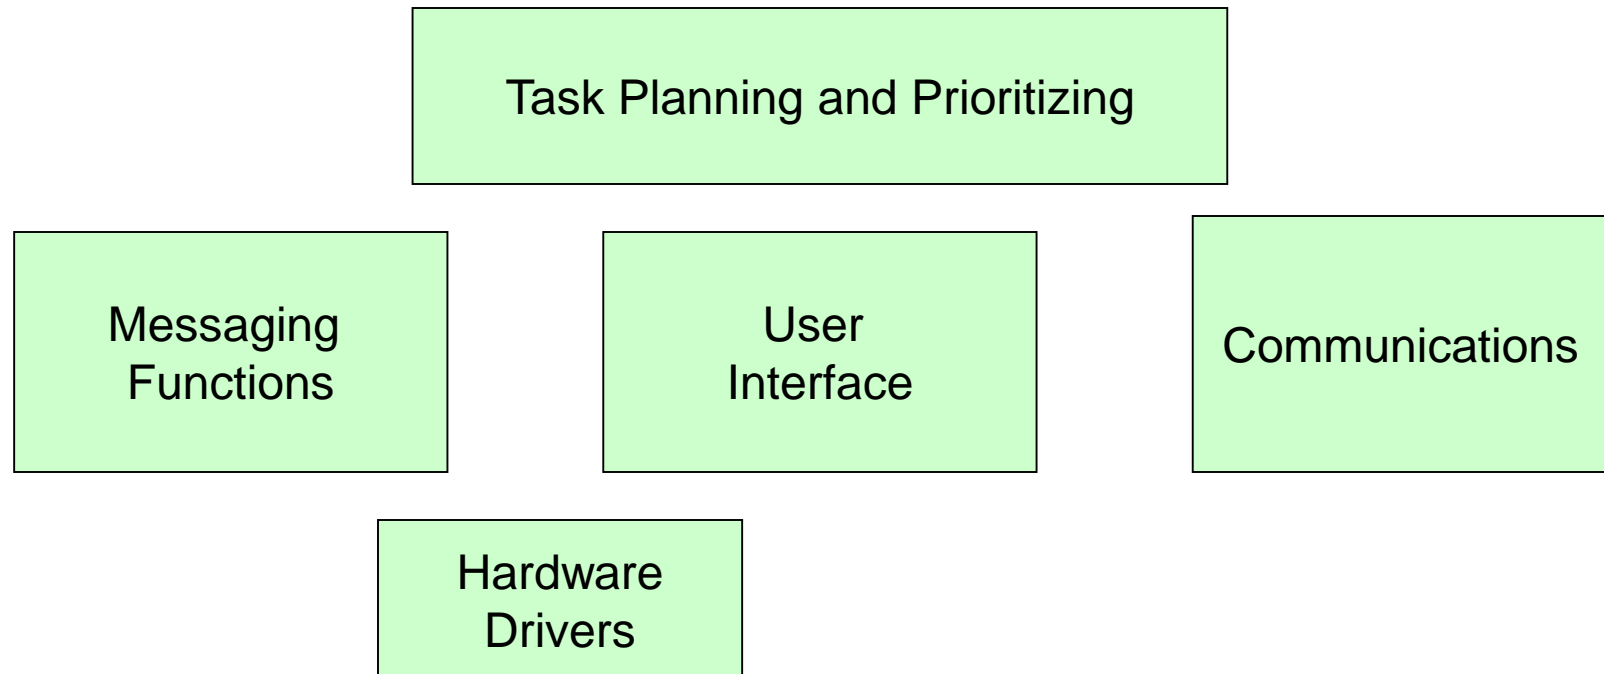 Task Planning and Prioritizing
Messaging
Functions
User
Interface
Communications
Hardware
Drivers